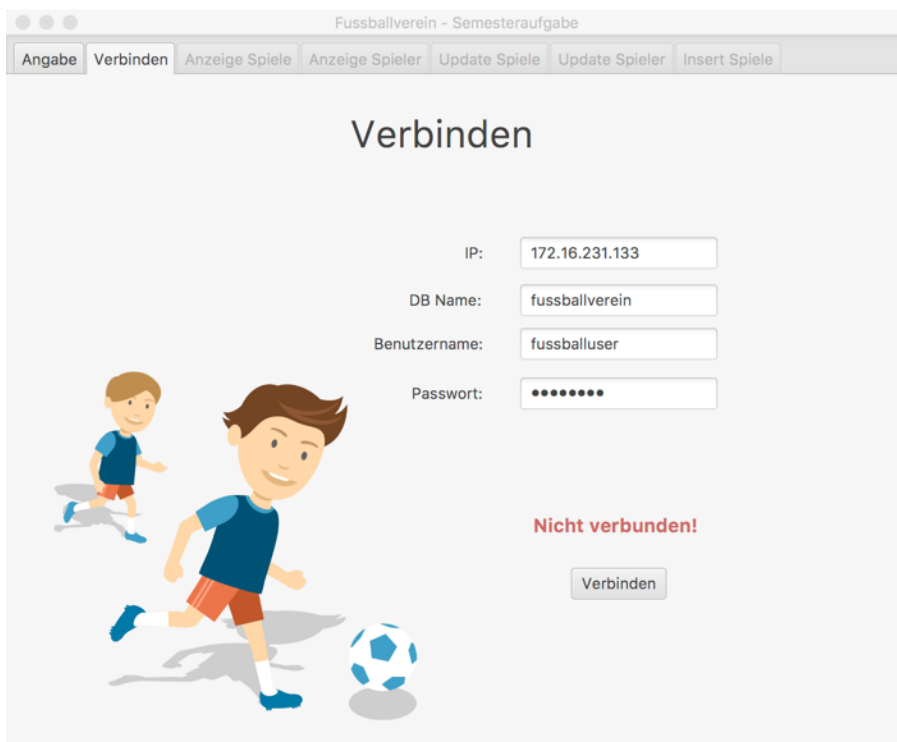 Fussballverein - Semesteraufgabe
Angabe Verbinden Anzeige Spiele Anzeige Spieler Update Spiele Update Spieler Insert Spiele
Verbinden
IP: 172.16.231.133
DB Name: fussballverein
Benutzername: fussballuser
Passwort: ••••••••
Nicht verbunden!
Verbinden